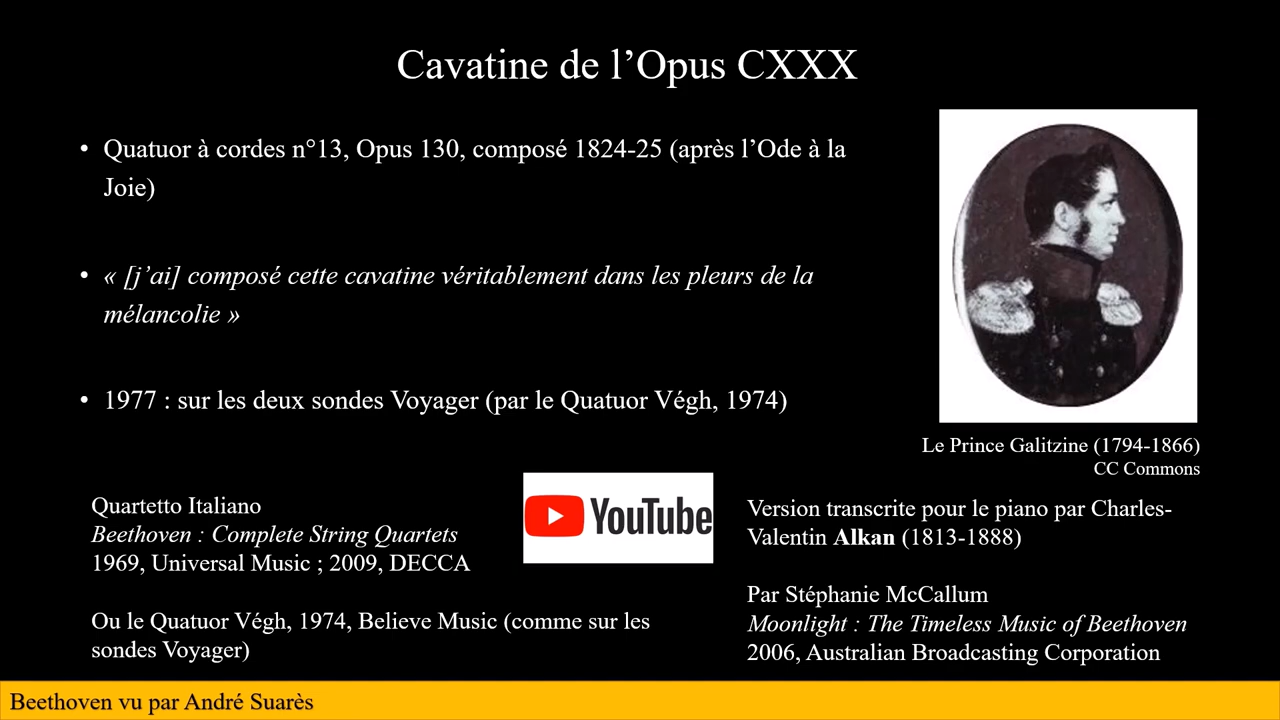 Cavatine de l’Opus CXXX
• Quatuor à cordes n°13, Opus 130, composé 1824-25 (après l’Ode à la
Joie)
• « [j’ai] composé cette cavatine véritablement dans les pleurs de la
mélancolie »
• 1977 : sur les deux sondes Voyager (par le Quatuor Végh, 1974)
Le Prince Galitzine (1794-1866)
CC Commons
Quartetto Italiano
Beethoven : Complete String Quartets
1969, Universal Music ; 2009, DECCA
Ou le Quatuor Végh, 1974, Believe Music (comme sur les
sondes Voyager)
YouTube
Version transcrite pour le piano par Charles-
Valentin Alkan (1813-1888)
Par Stéphanie McCallum
Moonlight : The Timeless Music of Beethoven
2006, Australian Broadcasting Corporation
Beethoven vu par André Suarès